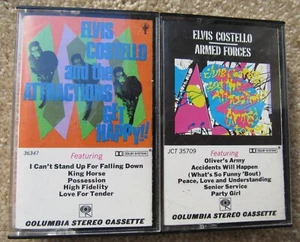 ELVIS
COSTELLO
and the
ATTRACTIONS
GET
HAPPY!!
36347
Featuring
I Can't Stand Up For Falling Down
King Horse
Possession
High Fidelity
Love For Tender
COLUMBIA STEREO CASSETTE
ELVIS COSTELLO
ARMED FORCES
JCT 35709
Featuring
Oliver's Army
Accidents Will Happen
(What's So Funny 'Bout)
Peace, Love and Understanding
Senior Service
Party Girl
COLUMBIA STEREO CASSETTE